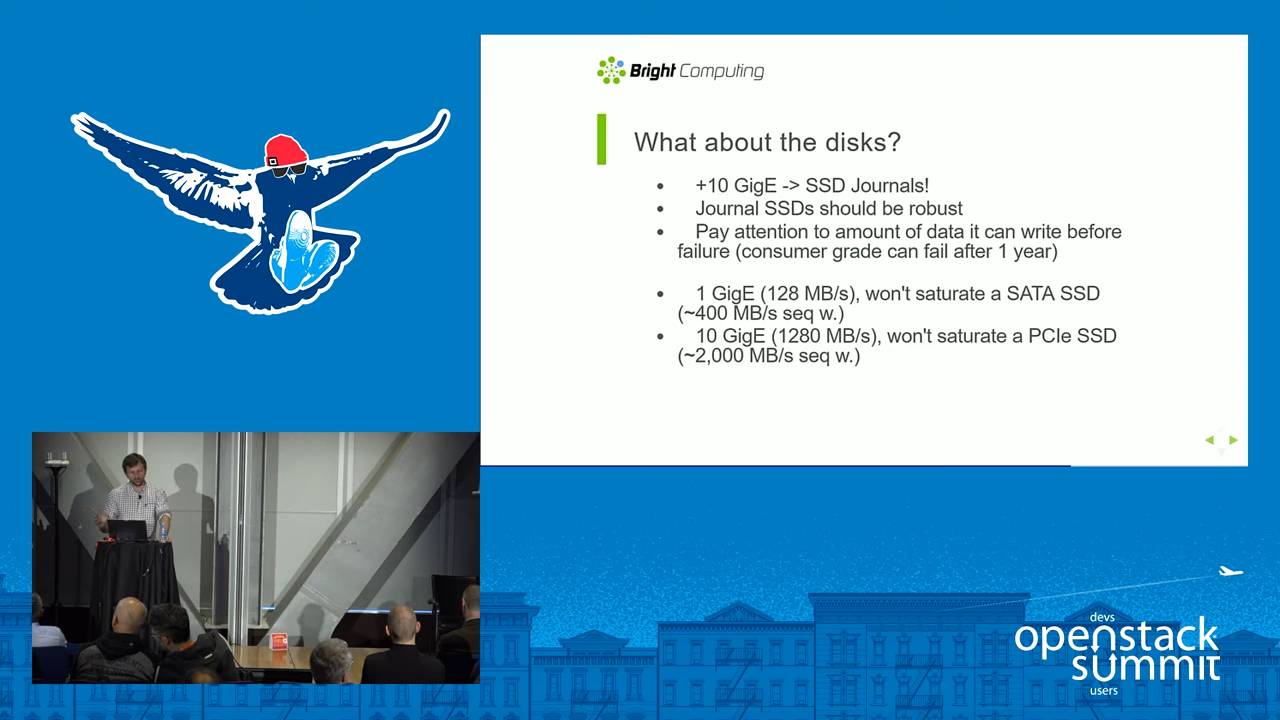 Bright Computing
What about the disks?
+10 GigE -> SSD Journals!
Journal SSDs should be robust
Pay attention to amount of data it can write before
failure (consumer grade can fail after 1 year)
1 GigE (128 MB/s), won't saturate a SATA SSD
(~400 MB/s seq w.)
10 GigE (1280 MB/s), won't saturate a PCIe SSD
(~2,000 MB/s seq w.)
devs
openstack
summit
users